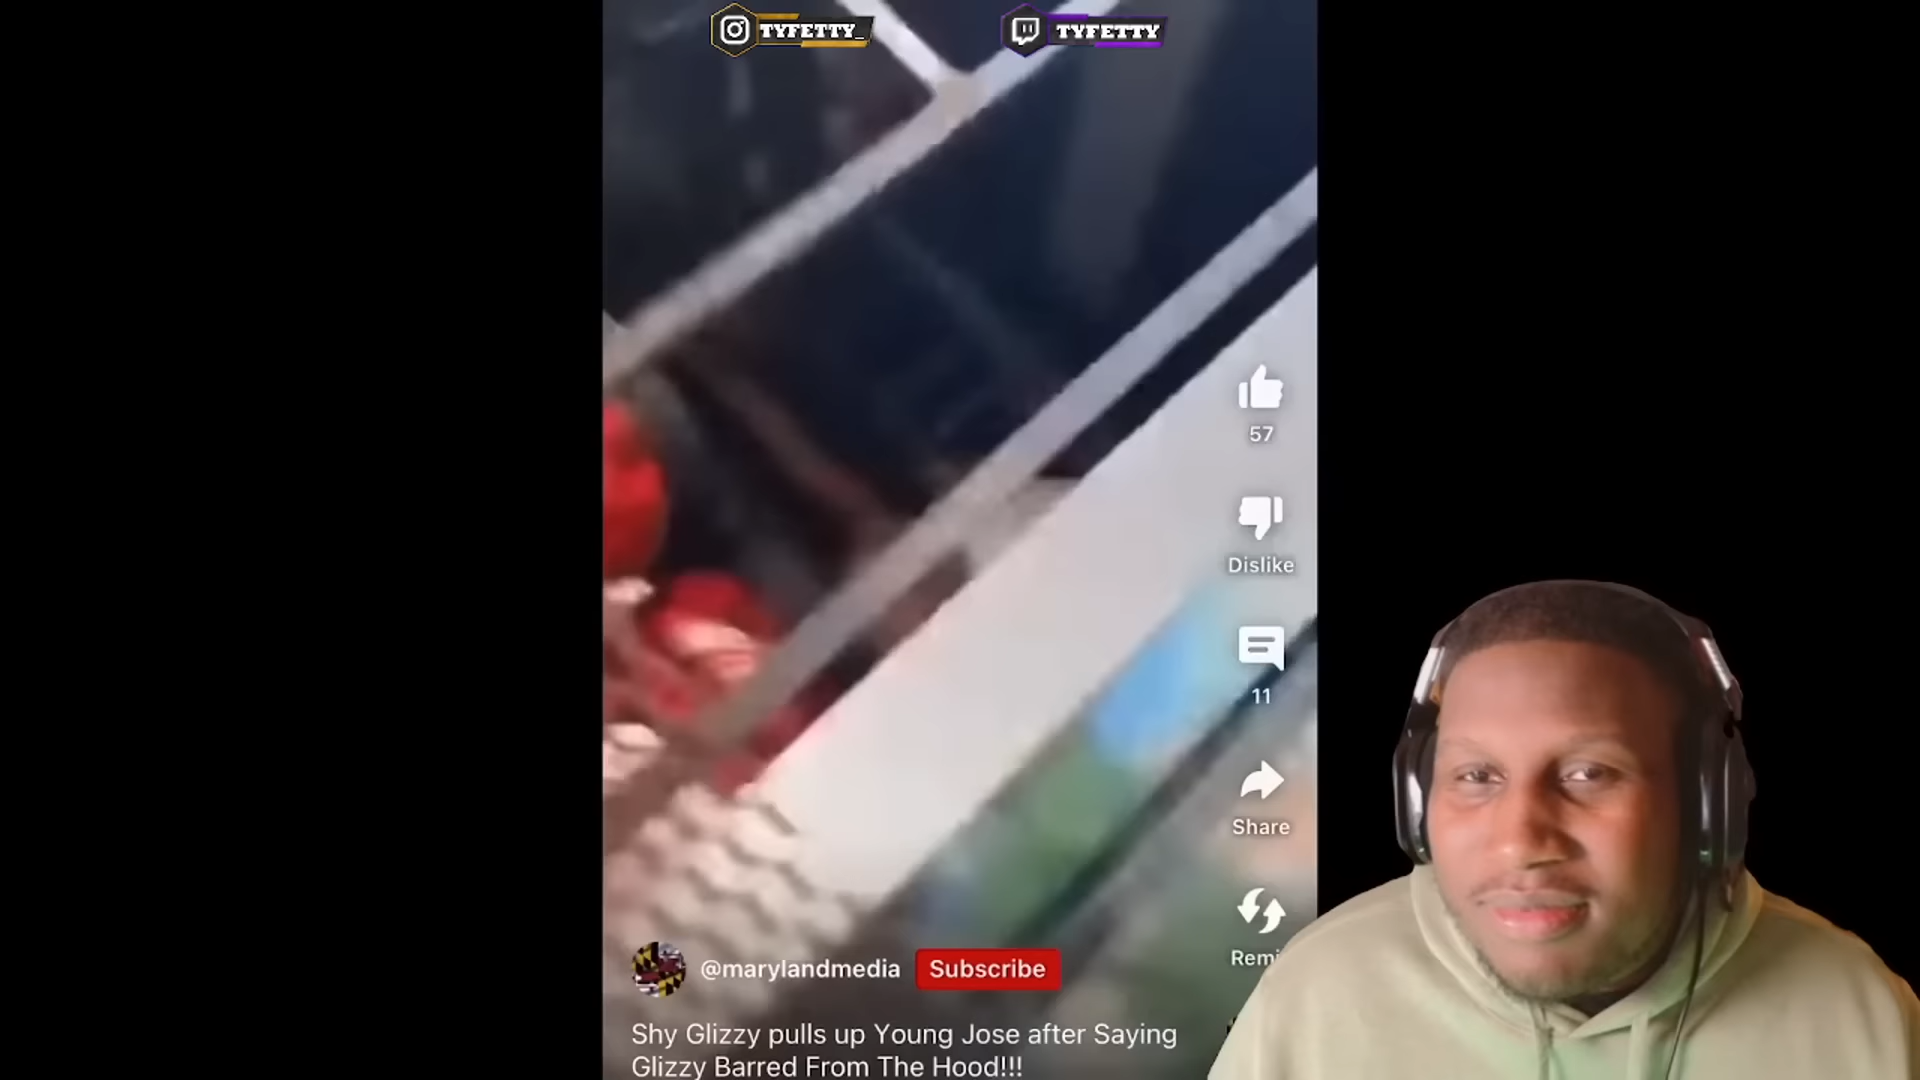 TYFETTY_
TYFETTY
57
Dislike
11
Share
Remi
@marylandmedia
Subscribe
Shy Glizzy pulls up Young Jose after Saying
Glizzy Barred From The Hood!!!